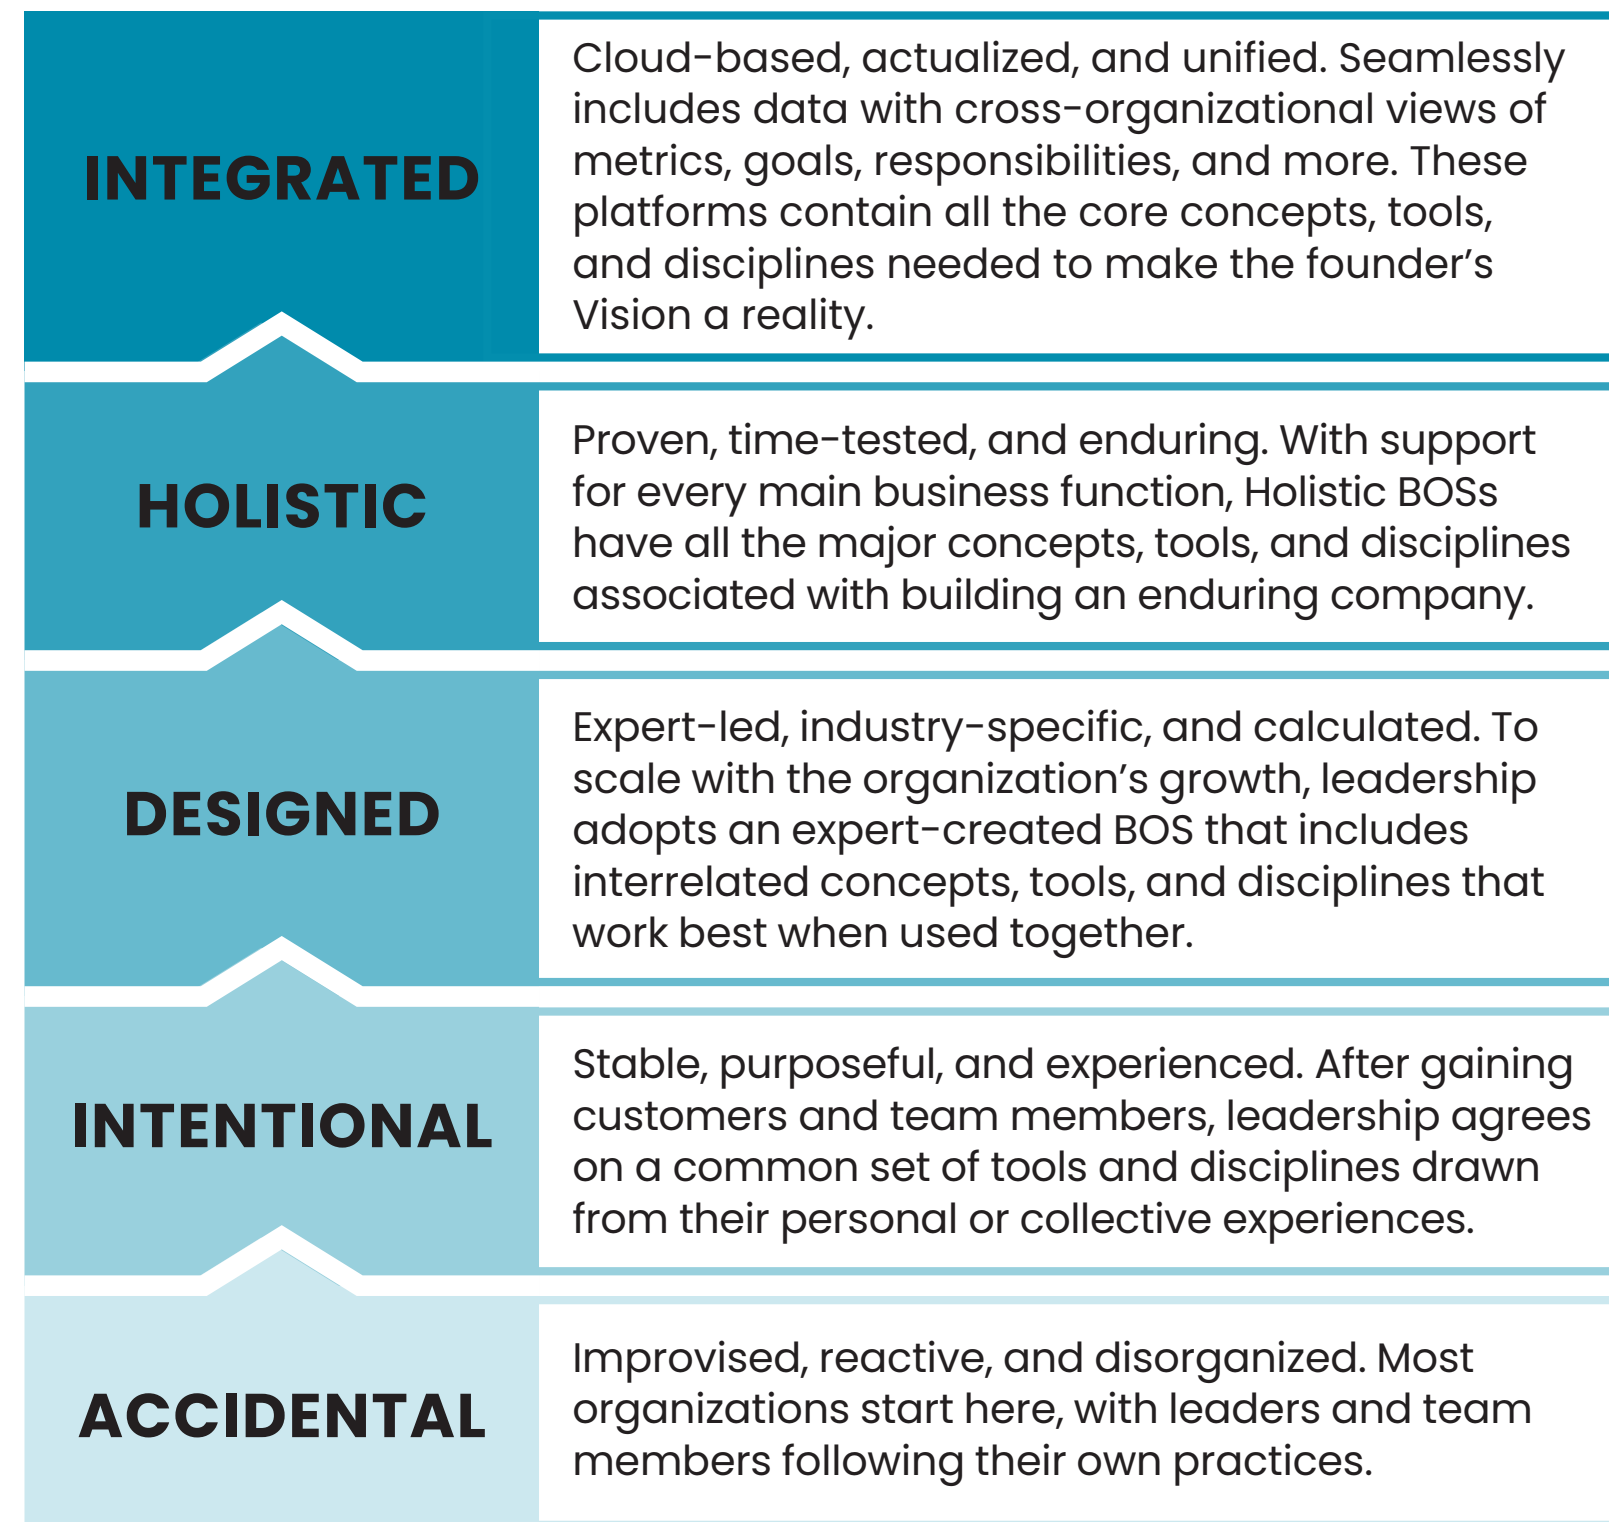 INTEGRATED
Cloud-based, actualized, and unified. Seamlessly
includes data with cross-organizational views of
metrics, goals, responsibilities, and more. These
platforms contain all the core concepts, tools,
and disciplines needed to make the founder’s
Vision a reality.
HOLISTIC
Proven, time-tested, and enduring. With support
for every main business function, Holistic BOSs
have all the major concepts, tools, and disciplines
associated with building an enduring company.
DESIGNED
Expert-led, industry-specific, and calculated. To
scale with the organization’s growth, leadership
adopts an expert-created BOS that includes
interrelated concepts, tools, and disciplines that
work best when used together.
INTENTIONAL
Stable, purposeful, and experienced. After gaining
customers and team members, leadership agrees
on a common set of tools and disciplines drawn
from their personal or collective experiences.
ACCIDENTAL
Improvised, reactive, and disorganized. Most
organizations start here, with leaders and team
members following their own practices.